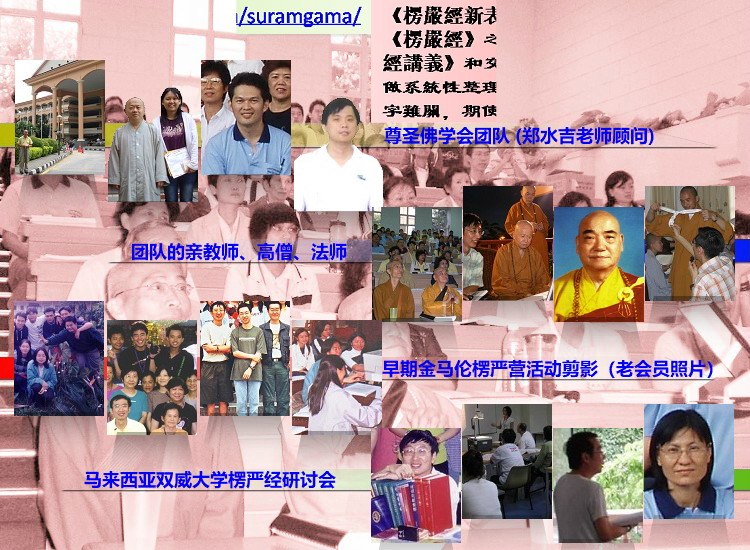 /suramgama/
《楞嚴經新表
《楞嚴經》之
經講義》和交
做系統性整理
字難關，期使
尊圣佛学会团队 (郑水吉老师顾问)
团队的亲教师、高僧、法师
早期金马伦楞严营活动剪影（老会员照片）
马来西亚双威大学楞严经研讨会